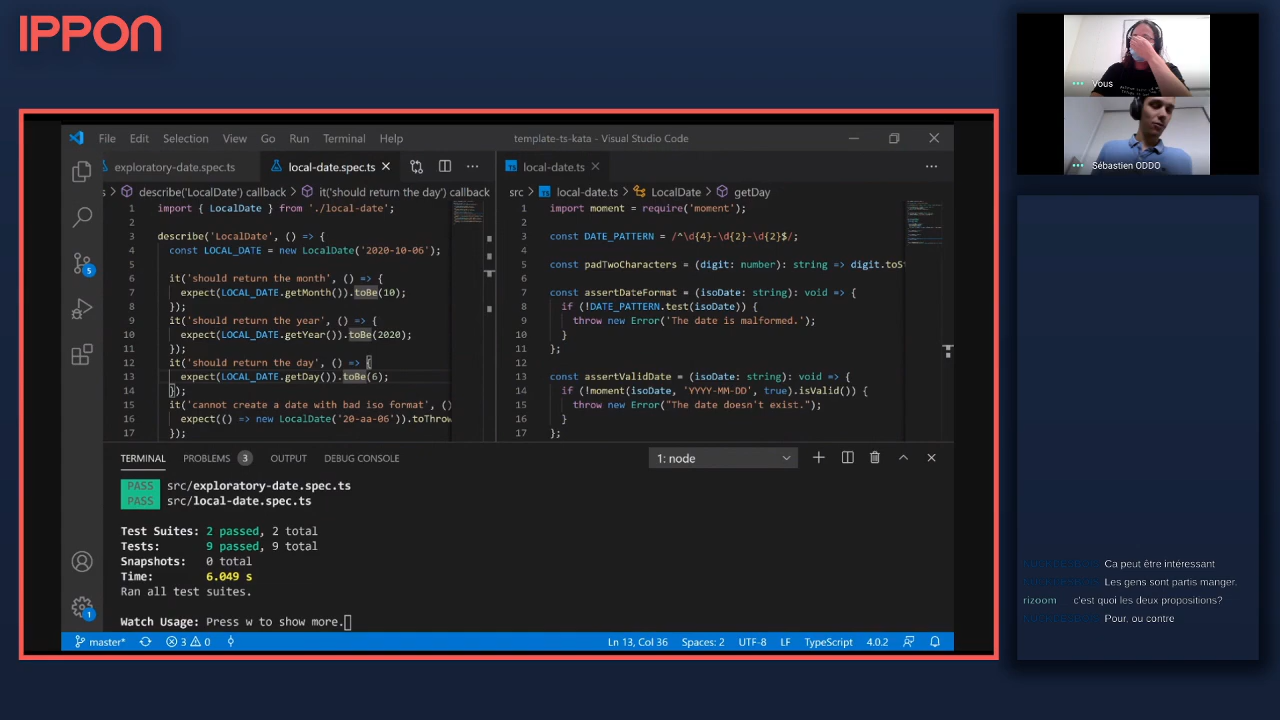 IPPON
File Edit Selection View Go Run Terminal Help
template-ts-kata - Visual Studio Code
exploratory-date.spec.ts
local-date.spec.ts
s > describe('LocalDate') callback > it('should return the day') callback
1 import { LocalDate } from './local-date';
2
3 describe('LocalDate', () => {
4 const LOCAL_DATE = new LocalDate('2020-10-06');
5
6 it('should return the month', () => {
7 expect(LOCAL_DATE.getMonth()).toBe(10);
8 });
9 it('should return the year', () => {
10 expect(LOCAL_DATE.getYear()).toBe(2020);
11 });
12 it('should return the day', () => {
13 expect(LOCAL_DATE.getDay()).toBe(6);
14 });
15 it('cannot create a date with bad iso format', ()
16 expect(() => new LocalDate('20-aa-06').toThrow
17 });
local-date.ts
src > local-date.ts > LocalDate > getDay
1 import moment = require('moment');
2
3 const DATE_PATTERN = /^\d{4}-\d{2}-\d{2}$/;
4
5 const padTwoCharacters = (digit: number): string => digit.toS
6
7 const assertDateFormat = (isoDate: string): void => {
8 if (!DATE_PATTERN.test(isoDate)) {
9 throw new Error('The date is malformed.');
10 }
11 };
12
13 const assertValidDate = (isoDate: string): void => {
14 if (!moment(isoDate, 'YYYY-MM-DD', true).isValid()) {
15 throw new Error("The date doesn't exist.");
16 }
17 };
TERMINAL PROBLEMS 3 OUTPUT DEBUG CONSOLE
1: node
PASS src/exploratory-date.spec.ts
PASS src/local-date.spec.ts
Test Suites: 2 passed, 2 total
Tests: 9 passed, 9 total
Snapshots: 0 total
Time: 6.049 s
Ran all test suites.
Watch Usage: Press w to show more.
5
1
master* 3 0
Ln 13, Col 36 Spaces: 2 UTF-8 LF TypeScript 4.0.2
Vous
Sébastien ODDO
Ca peut être interessant
Les gens sont partis manger.
rizoom c'est quoi les deux propositions?
Pour, ou contre